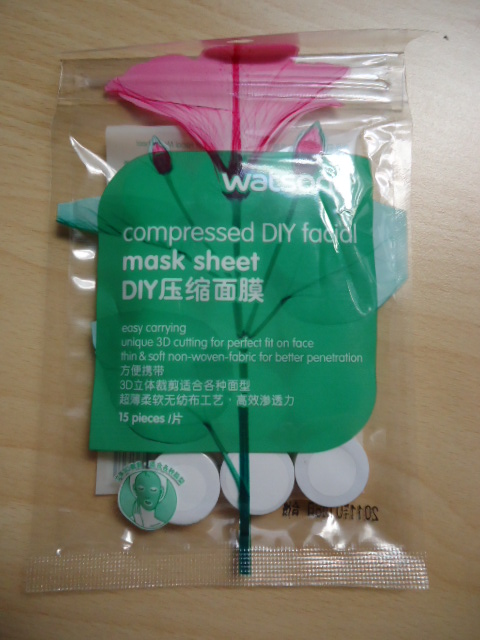 watsons
compressed DIY facial
mask sheet
DIY压缩面膜
easy carrying
unique 3D cutting for perfect fit on face
thin & soft non-woven-fabric for better penetration
方便携带
3D立体裁剪适合各种面型
超薄柔软无纺布工艺，高效渗透力
15 pieces /片